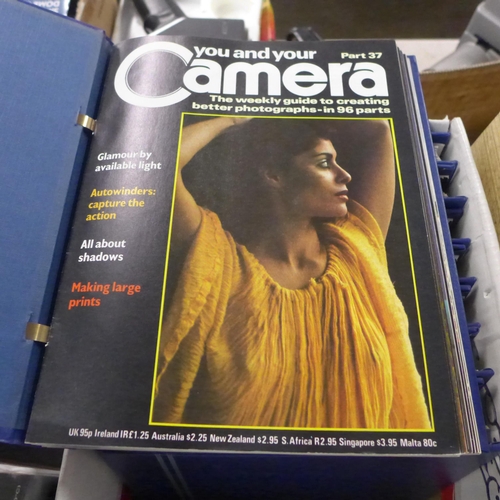 you and your
Part 37
Camera
The weekly guide to creating
better photographs-in 96 parts
Glamour by
available light
Autowinders:
capture the
action
All about
shadows
Making large
prints
UK 95p Ireland IR£1.25 Australia $2.25 New Zealand $2.95 S. Africa R2.95 Singapore $3.95 Malta 80c